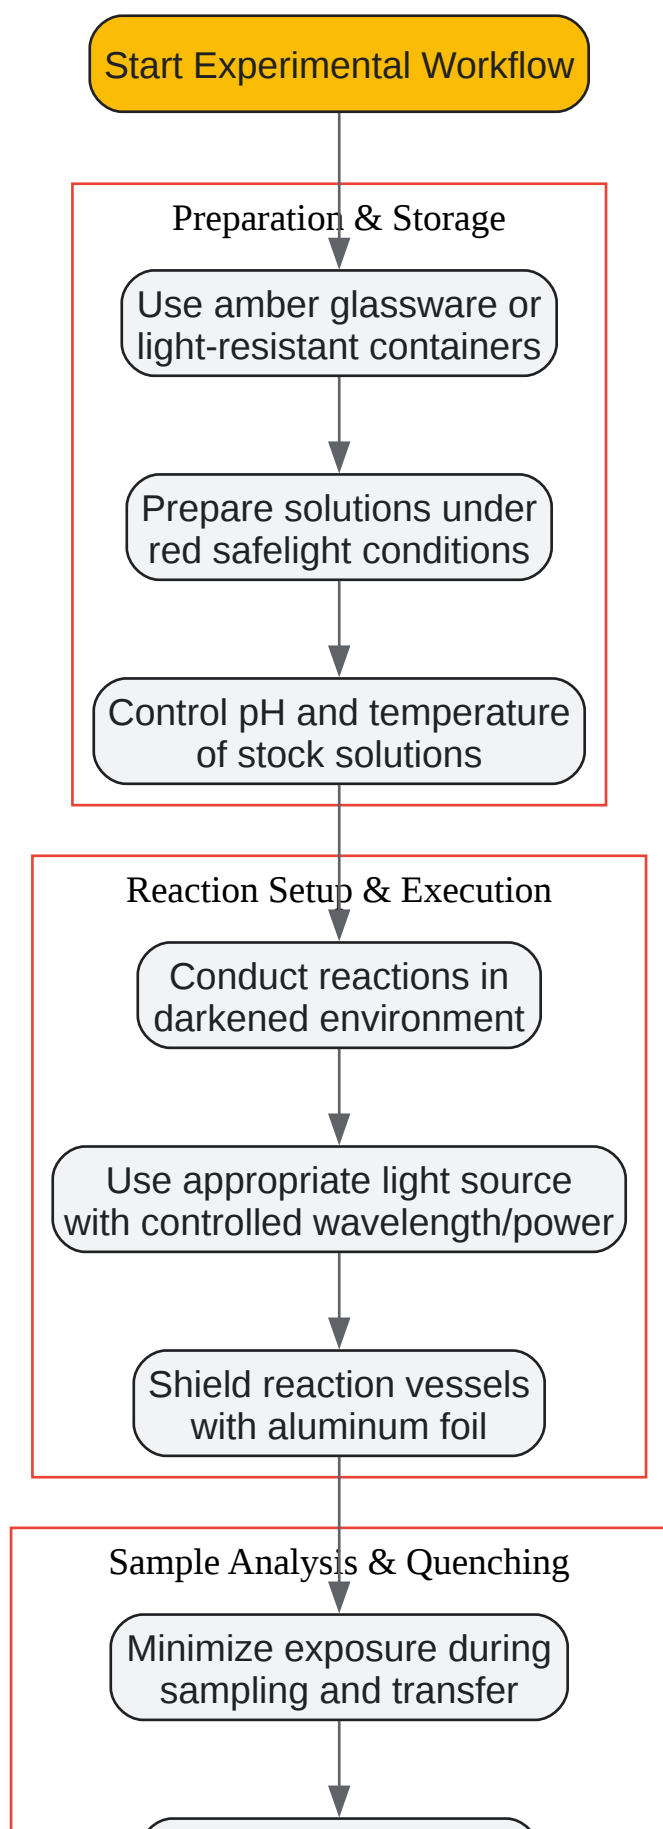 Start Experimental Workflow
Preparation & Storage
Use amber glassware or
light-resistant containers
Prepare solutions under
red safelight conditions
Control pH and temperature
of stock solutions
Reaction Setup & Execution
Conduct reactions in
darkened environment
Use appropriate light source
with controlled wavelength/power
Shield reaction vessels
with aluminum foil
Sample Analysis & Quenching
Minimize exposure during
sampling and transfer